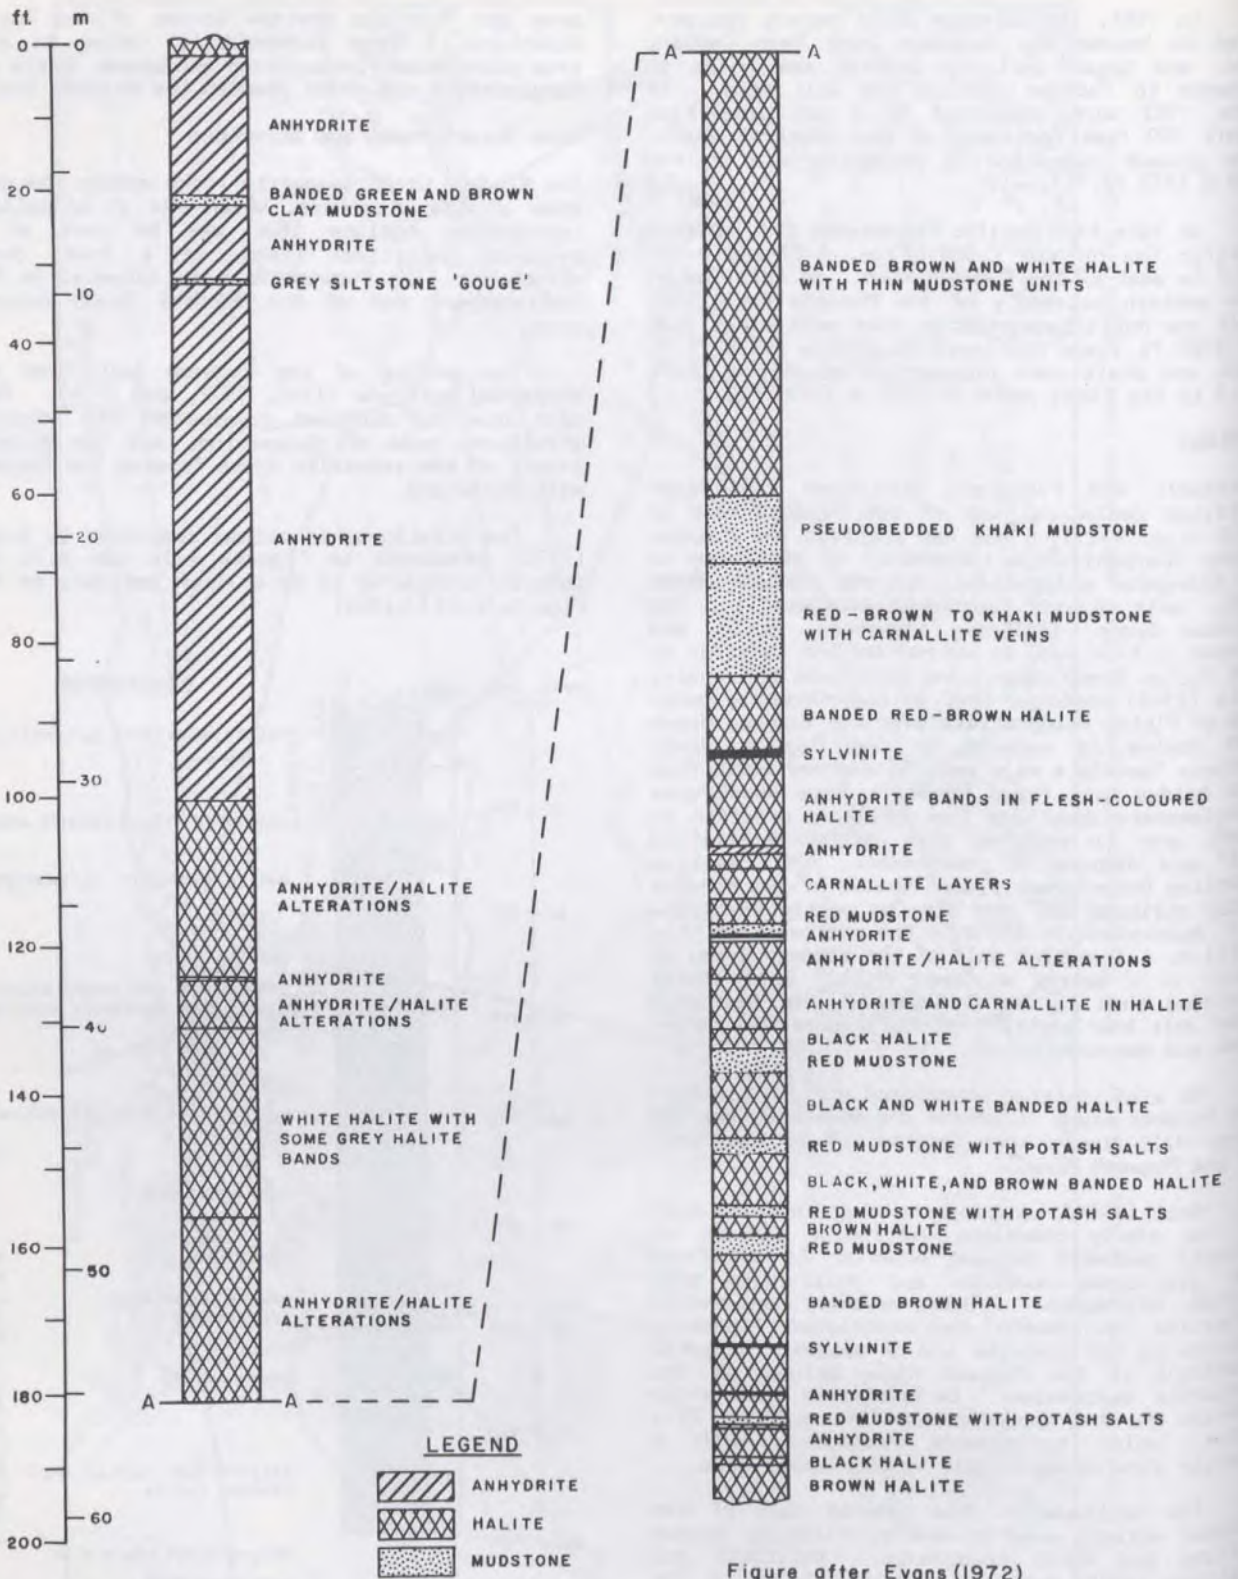 ft. m
0 0
20
10
40
60
20
80
30
100
120
40
140
160
50
180
60
200
ANHYDRITE
BANDED GREEN AND BROWN
CLAY MUDSTONE
ANHYDRITE
GREY SILTSTONE 'GOUGE'
ANHYDRITE
ANHYDRITE/HALITE
ALTERATIONS
ANHYDRITE
ANHYDRITE/HALITE
ALTERATIONS
WHITE HALITE WITH
SOME GREY HALITE
BANDS
ANHYDRITE/HALITE
ALTERATIONS
A A
A A
BANDED BROWN AND WHITE HALITE
WITH THIN MUDSTONE UNITS
PSEUDOBEDDED KHAKI MUDSTONE
RED-BROWN TO KHAKI MUDSTONE
WITH CARNALLITE VEINS
BANDED RED-BROWN HALITE
SYLVINITE
ANHYDRITE BANDS IN FLESH-COLOURED
HALITE
ANHYDRITE
CARNALLITE LAYERS
RED MUDSTONE
ANHYDRITE
ANHYDRITE/HALITE ALTERATIONS
ANHYDRITE AND CARNALLITE IN HALITE
BLACK HALITE
RED MUDSTONE
BLACK AND WHITE BANDED HALITE
RED MUDSTONE WITH POTASH SALTS
BLACK, WHITE, AND BROWN BANDED HALITE
RED MUDSTONE WITH POTASH SALTS
BROWN HALITE
RED MUDSTONE
BANDED BROWN HALITE
SYLVINITE
ANHYDRITE
RED MUDSTONE WITH POTASH SALTS
ANHYDRITE
BLACK HALITE
BROWN HALITE
LEGEND
ANHYDRITE
HALITE
MUDSTONE
Figure after Evans (1972)